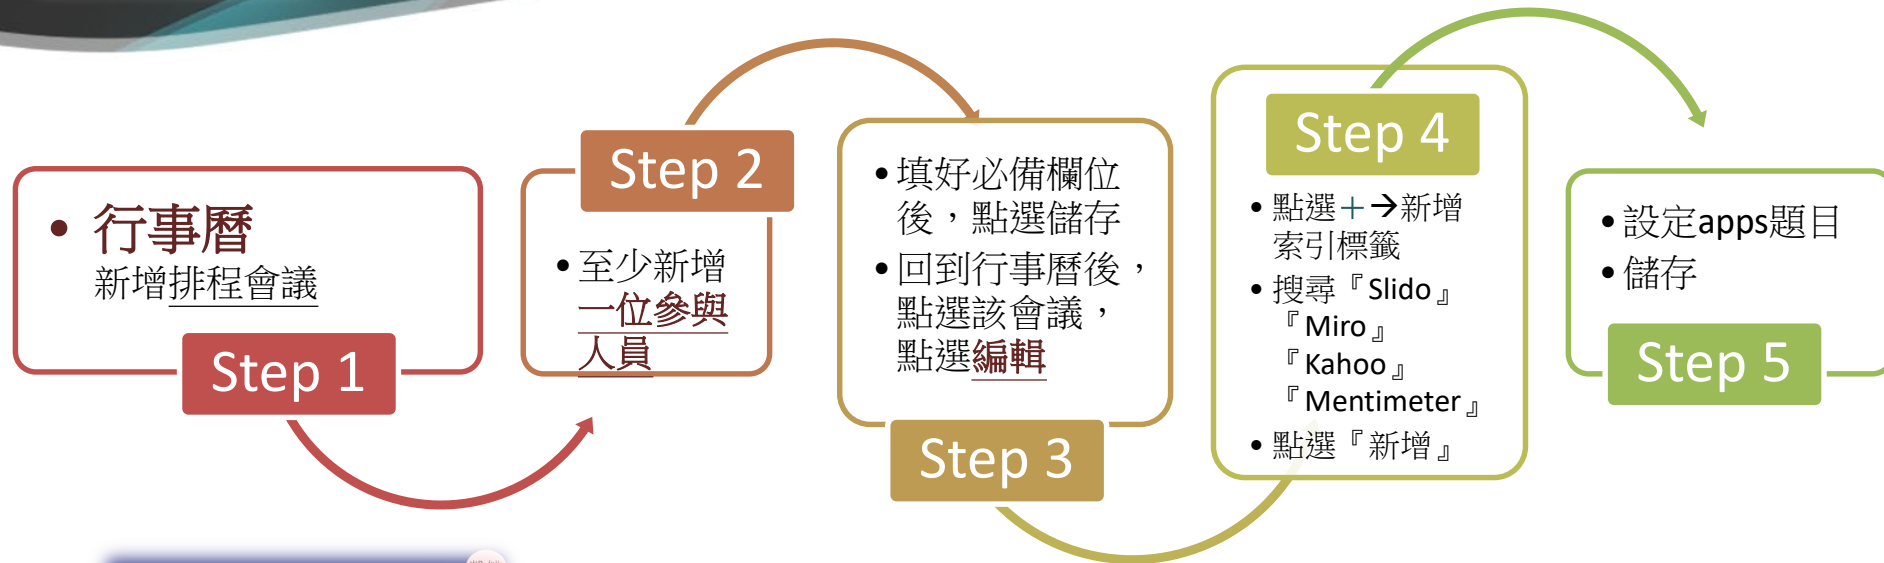 • 行事曆
新增排程會議
Step 1
Step 2
• 至少新增
一位參與
人員
• 填好必備欄位
後，點選儲存
• 回到行事曆後，
點選該會議，
點選編輯
Step 3
Step 4
• 點選＋→新增
索引標籤
• 搜尋『Slido』
『Miro』
『Kahoo』
『Mentimeter』
• 點選『新增』
• 設定apps題目
• 儲存
Step 5